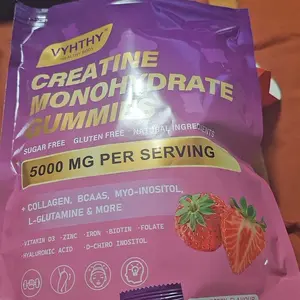 VYHTHY
CREATINE
MONOHYDRATE
GUMMIES
SUGAR FREE GLUTEN FREE NATURAL INGREDIENTS
5000 MG PER SERVING
+ COLLAGEN, BCAAS, MYO-INOSITOL,
L-GLUTAMINE & MORE
VITAMIN D3 · ZINC · IRON · BIOTIN · FOLATE
HYALURONIC ACID · D-CHIRO INOSITOL